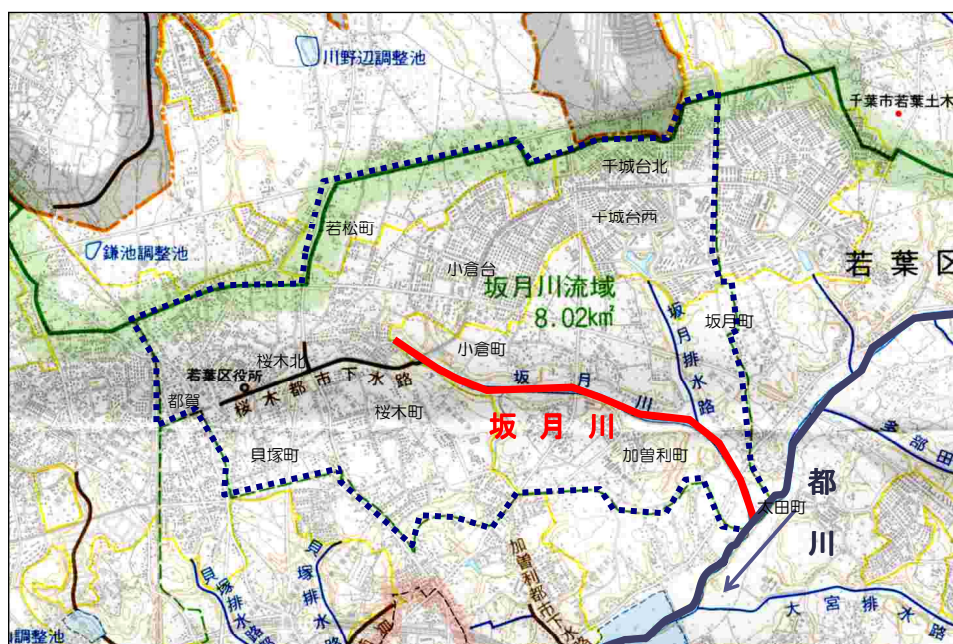 川野辺調整池
千葉市若葉土木
千城台北
千城台西
若松町
鎌池調整池
小倉台
若葉区
坂月川流域
8.02km²
坂月町
坂月排水路
小倉町
桜木北
若葉区役所
桜木都市下水路
都賀
桜木町
坂月川
坂月川
加曽利町
貝塚町
多部田
太田町
都川
加曽利都市下水路
貝塚排水路
貝塚排水路
大宮排水路
調整池